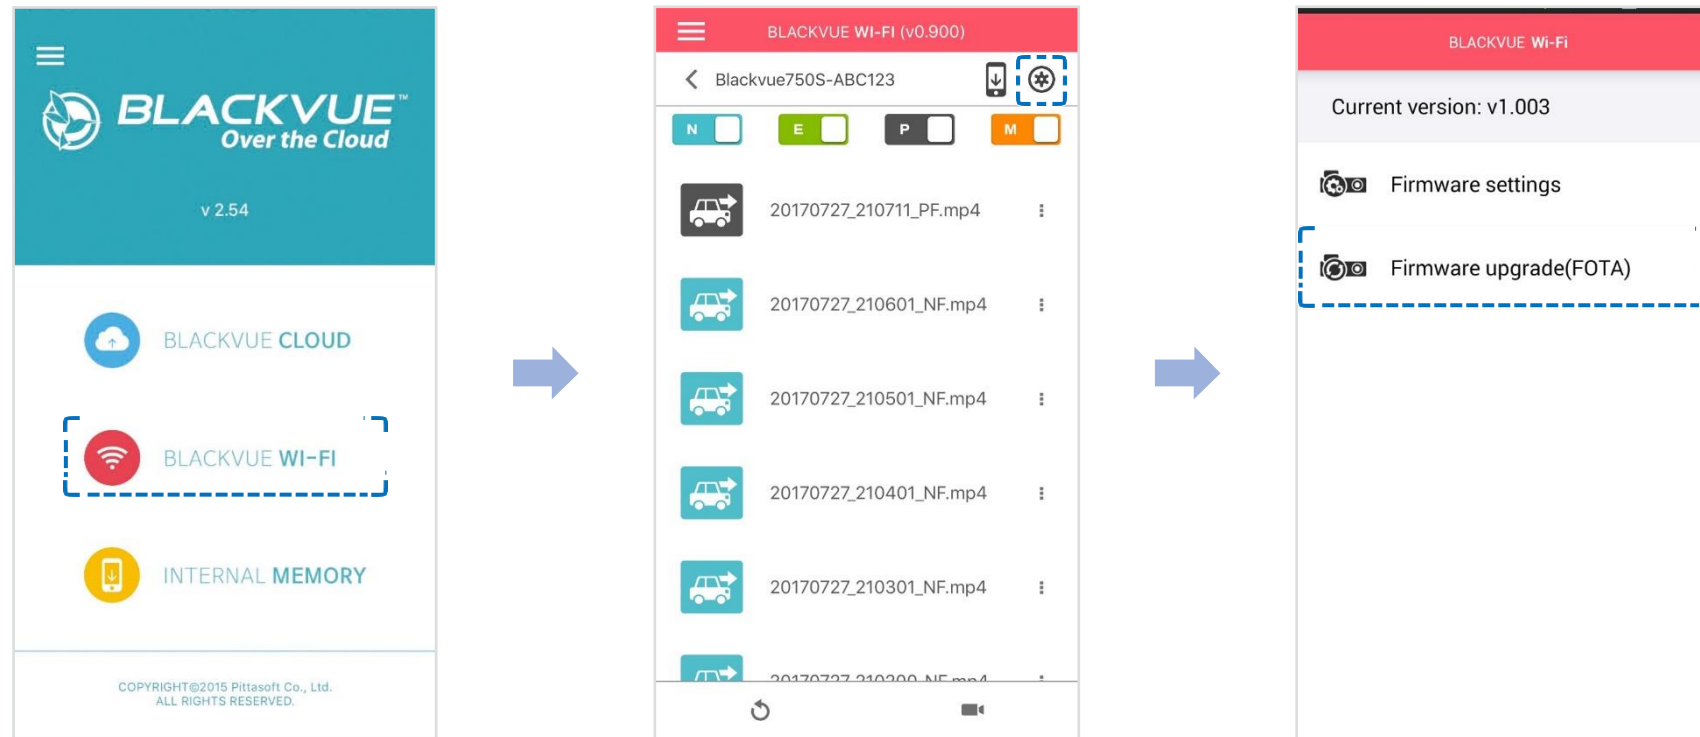 BLACKVUE™
Over the Cloud
v 2.54
BLACKVUE CLOUD
BLACKVUE WI-FI
INTERNAL MEMORY
COPYRIGHT©2015 Pittasoft Co., Ltd.
ALL RIGHTS RESERVED.
BLACKVUE WI-FI (v0.900)
Blackvue750S-ABC123
N E P M
20170727_210711_PF.mp4
20170727_210601_NF.mp4
20170727_210501_NF.mp4
20170727_210401_NF.mp4
20170727_210301_NF.mp4
BLACKVUE Wi-Fi
Current version: v1.003
Firmware settings
Firmware upgrade(FOTA)